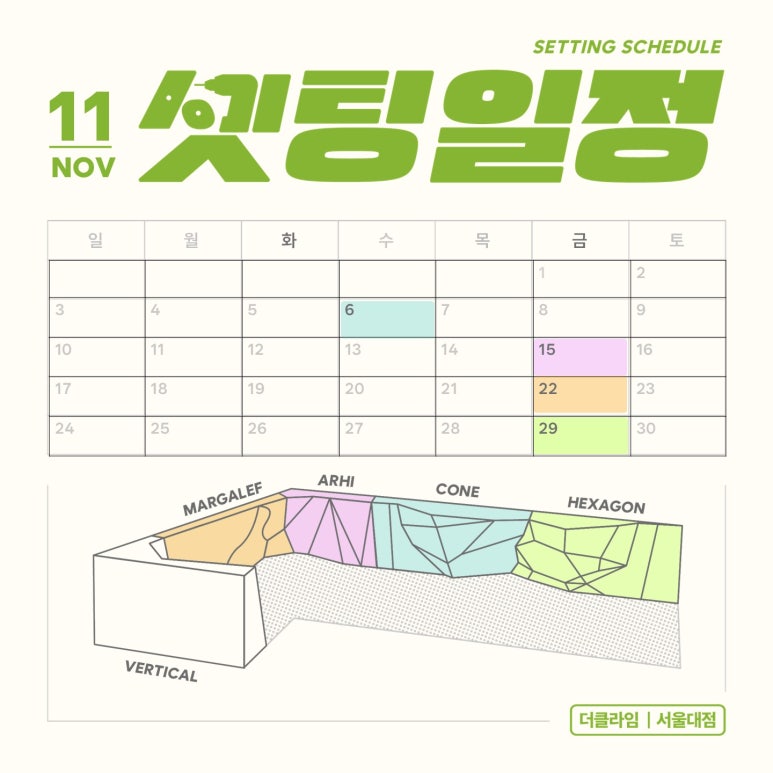 SETTING SCHEDULE
11
NOV
셋팅일정
일 월 화 수 목 금 토
1 2
3 4 5 6 7 8 9
10 11 12 13 14 15 16
17 18 19 20 21 22 23
24 25 26 27 28 29 30
MARGALEF
ARHI
CONE
HEXAGON
VERTICAL
더클라임 | 서울대점